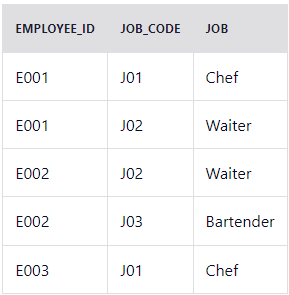 EMPLOYEE_ID JOB_CODE JOB
E001 J01 Chef
E001 J02 Waiter
E002 J02 Waiter
E002 J03 Bartender
E003 J01 Chef